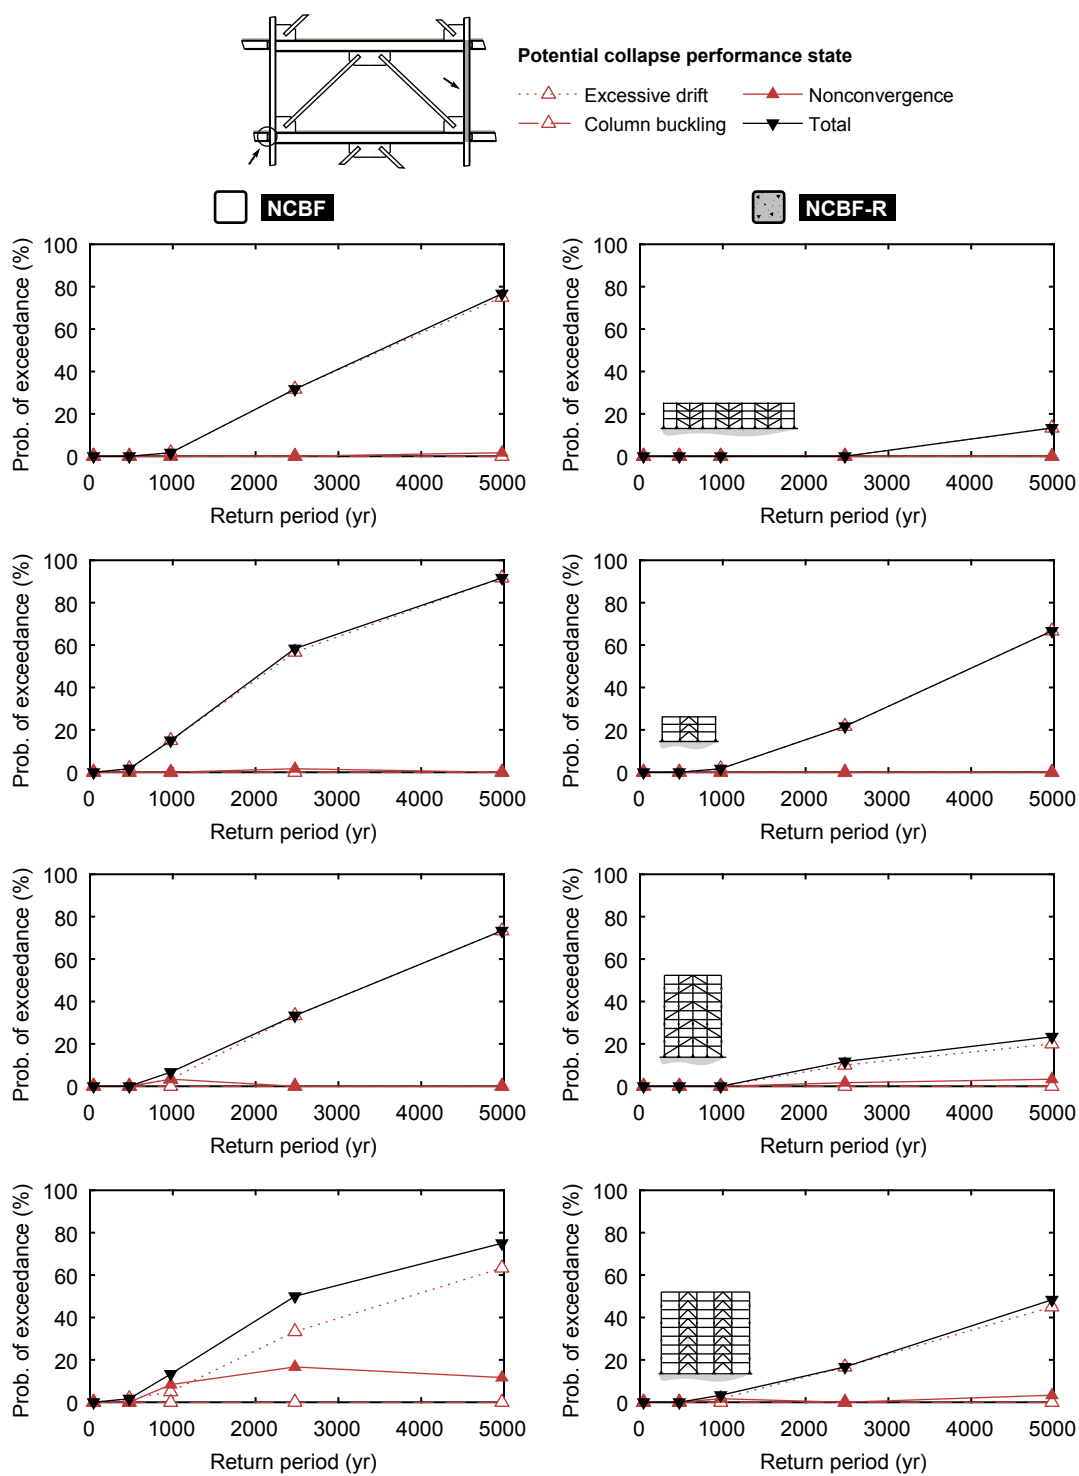 Potential collapse performance state
Excessive drift
Nonconvergence
Column buckling
Total
NCBF
NCBF-R
Prob. of exceedance (%)
100
80
60
40
20
0
0 1000 2000 3000 4000 5000
Return period (yr)
Prob. of exceedance (%)
100
80
60
40
20
0
0 1000 2000 3000 4000 5000
Return period (yr)
Prob. of exceedance (%)
100
80
60
40
20
0
0 1000 2000 3000 4000 5000
Return period (yr)
Prob. of exceedance (%)
100
80
60
40
20
0
0 1000 2000 3000 4000 5000
Return period (yr)
Prob. of exceedance (%)
100
80
60
40
20
0
0 1000 2000 3000 4000 5000
Return period (yr)
Prob. of exceedance (%)
100
80
60
40
20
0
0 1000 2000 3000 4000 5000
Return period (yr)
Prob. of exceedance (%)
100
80
60
40
20
0
0 1000 2000 3000 4000 5000
Return period (yr)
Prob. of exceedance (%)
100
80
60
40
20
0
0 1000 2000 3000 4000 5000
Return period (yr)